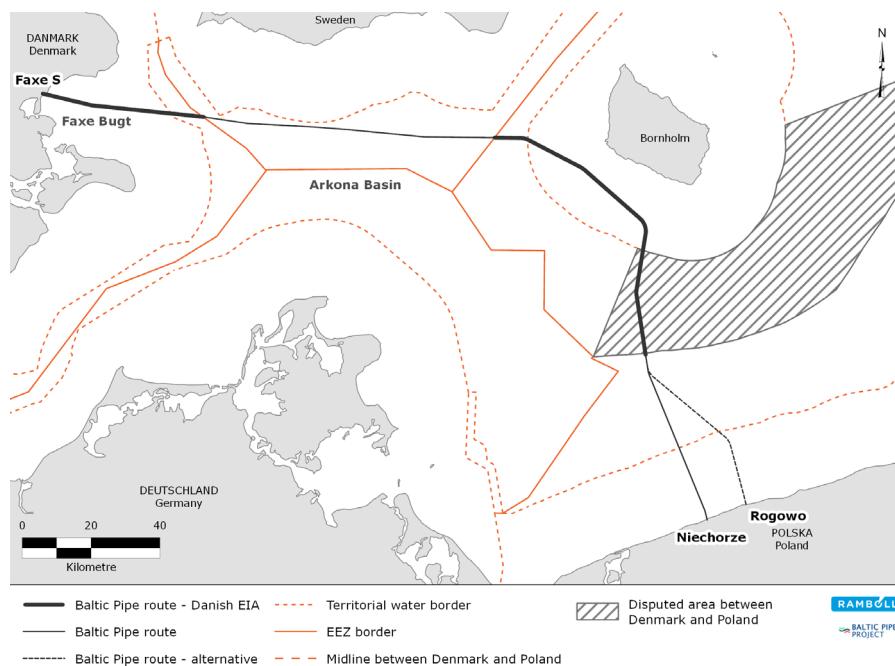 Sweden
N
DANMARK
Denmark
Faxe S
Faxe Bugt
Bornholm
Arkona Basin
DEUTSCHLAND
Germany
0 20 40
Kilometre
Rogowo
Niechorze
POLSKA
Poland
Baltic Pipe route - Danish EIA
Baltic Pipe route
Baltic Pipe route - alternative
Territorial water border
EEZ border
Midline between Denmark and Poland
Disputed area between
Denmark and Poland
RAMBOLL
BALTIC PIPE
PROJECT